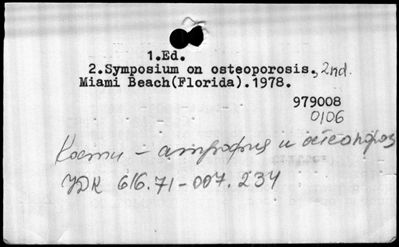 1.Ed.
2.Symposium on osteoporosis., 2nd.
Miami Beach(Florida).1978.
979008
0106
Кости – атрофия и остеопороз
УДК 616.71-007.234